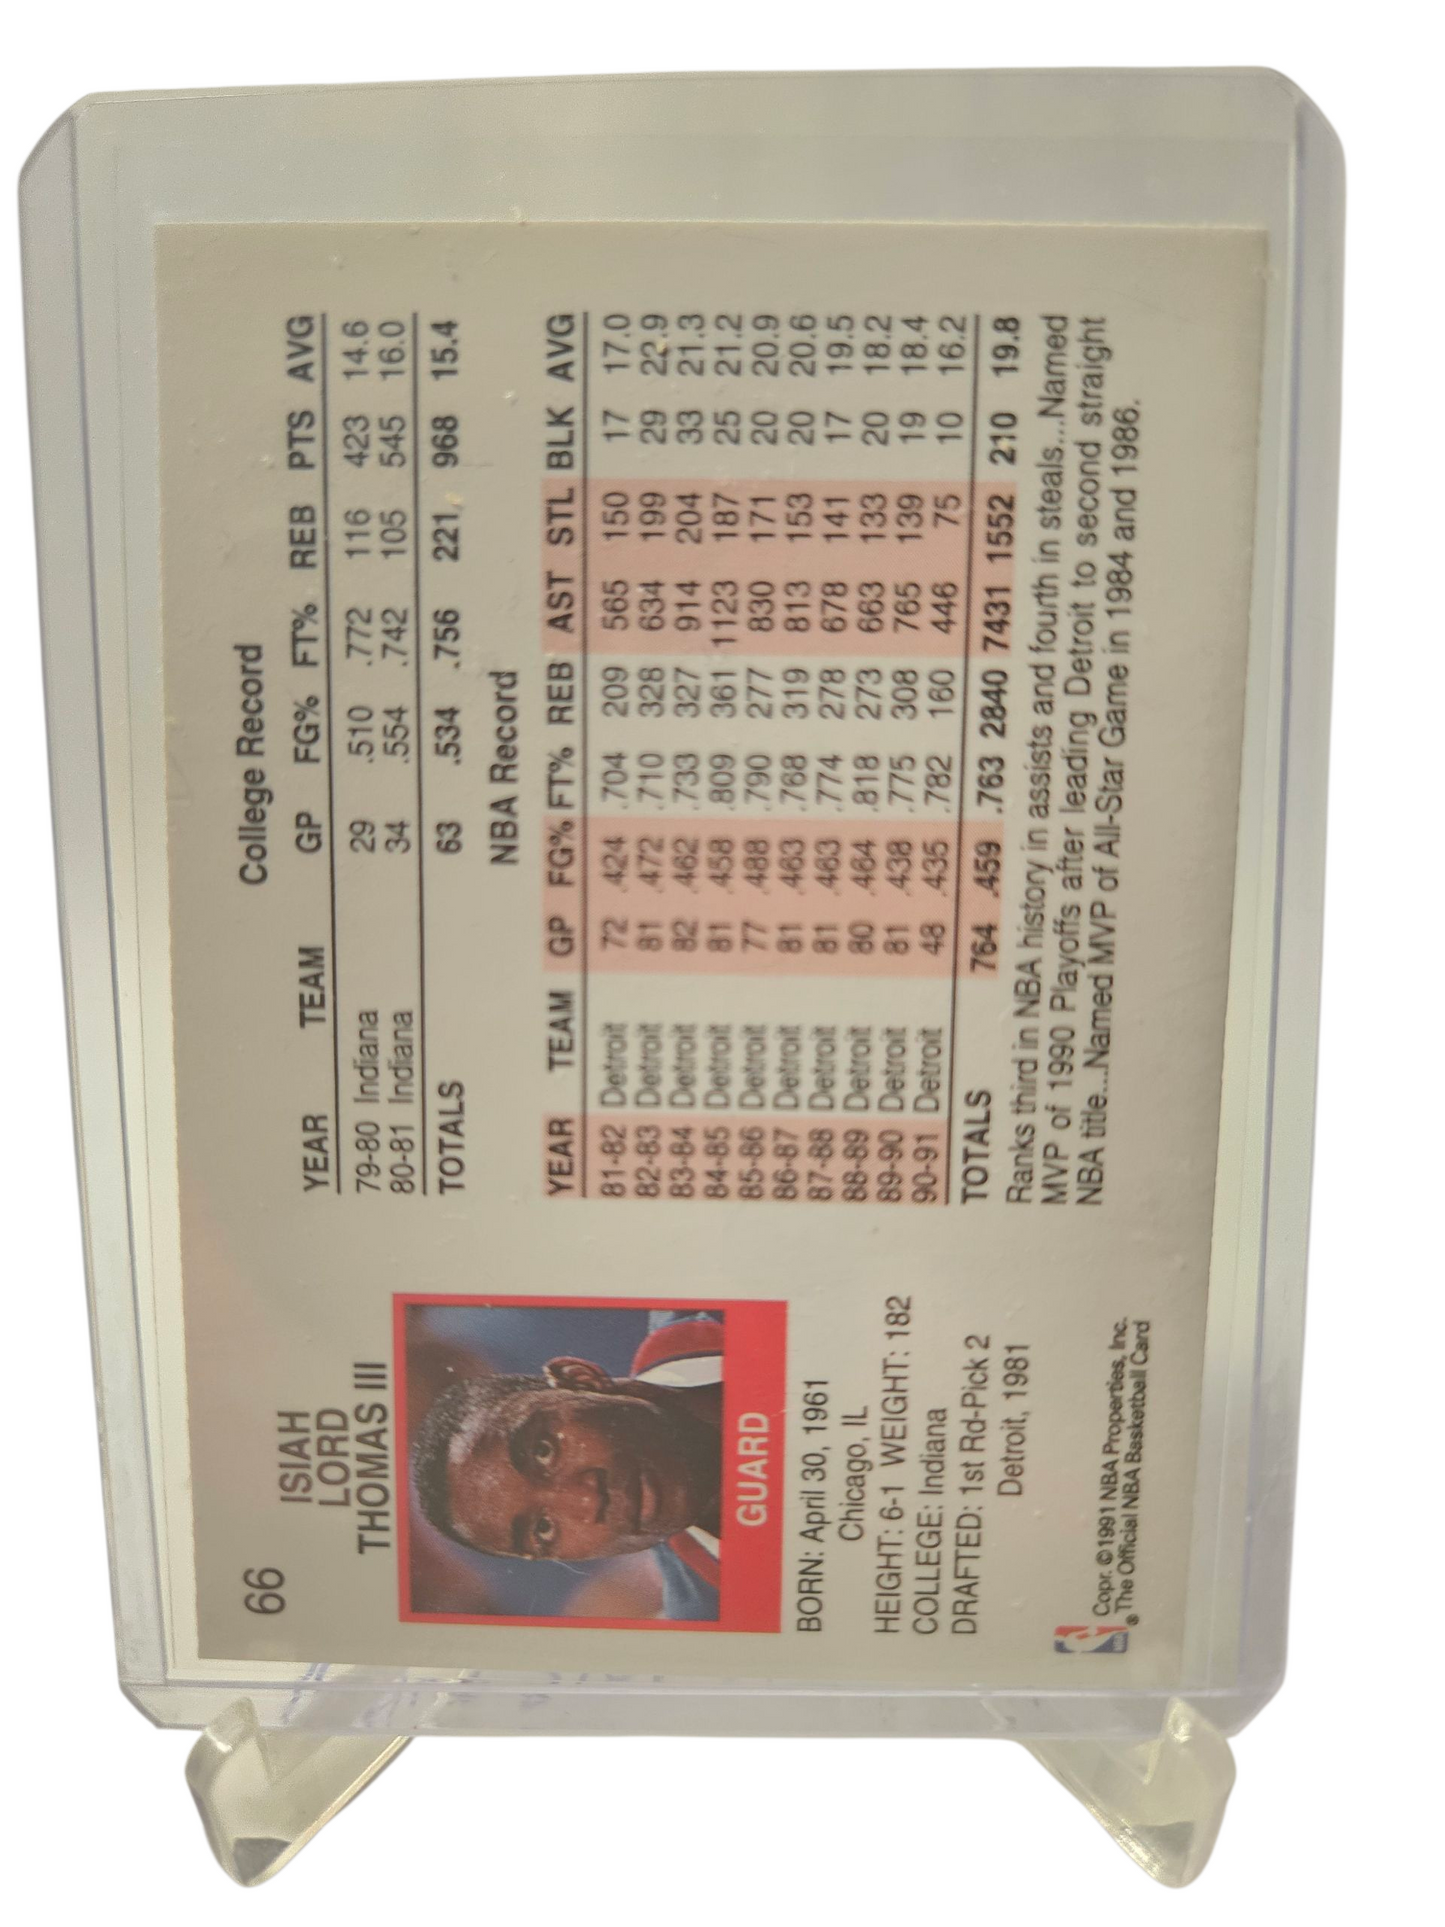 66
ISIAH
LORD
THOMAS III
GUARD
BORN: April 30, 1961
Chicago, IL
HEIGHT: 6-1 WEIGHT: 182
COLLEGE: Indiana
DRAFTED: 1st Rd-Pick 2
Detroit, 1981
Copr. ©1991 NBA Properties, Inc.
® The Official NBA Basketball Card
College Record
YEAR TEAM GP FG% FT% REB PTS AVG
79-80 Indiana 29 .510 .772 116 423 14.6
80-81 Indiana 34 .554 .742 105 545 16.0
TOTALS 63 .534 .756 221 968 15.4
NBA Record
YEAR TEAM GP FG% FT% REB AST STL BLK AVG
81-82 Detroit 72 .424 .704 209 565 150 17 17.0
82-83 Detroit 81 .472 .710 328 634 199 29 22.9
83-84 Detroit 82 .462 .733 327 914 204 33 21.3
84-85 Detroit 81 .458 .809 361 1123 187 25 21.2
85-86 Detroit 77 .488 .790 277 830 171 20 20.9
86-87 Detroit 81 .463 .768 319 813 153 20 20.6
87-88 Detroit 81 .463 .774 278 678 141 17 19.5
88-89 Detroit 80 .464 .818 273 663 133 20 18.2
89-90 Detroit 81 .438 .775 308 765 139 19 18.4
90-91 Detroit 48 .435 .782 160 446 75 10 16.2
TOTALS 764 .459 .763 2840 7431 1552 210 19.8
Ranks third in NBA history in assists and fourth in steals...Named
MVP of 1990 Playoffs after leading Detroit to second straight
NBA title...Named MVP of All-Star Game in 1984 and 1986.